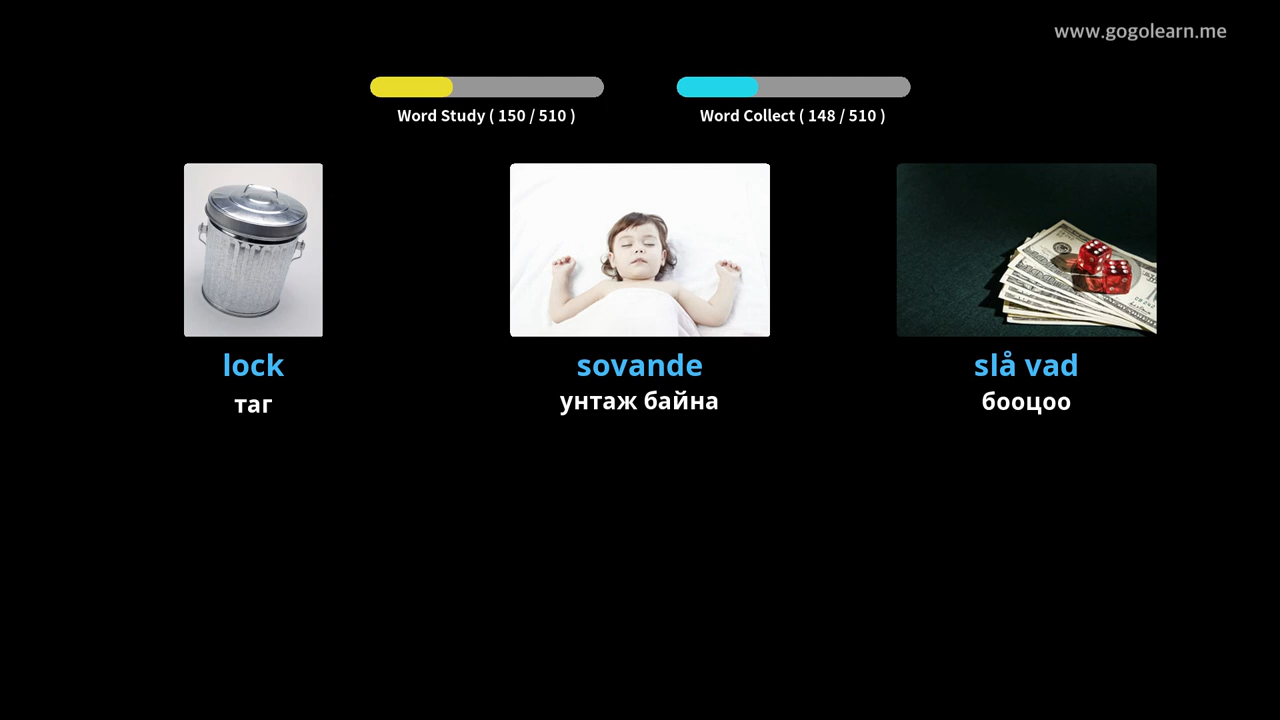 www.gogolearn.me
Word Study ( 150 / 510 )
Word Collect ( 148 / 510 )
lock
таг
sovande
унтаж байна
slå vad
бооцоо